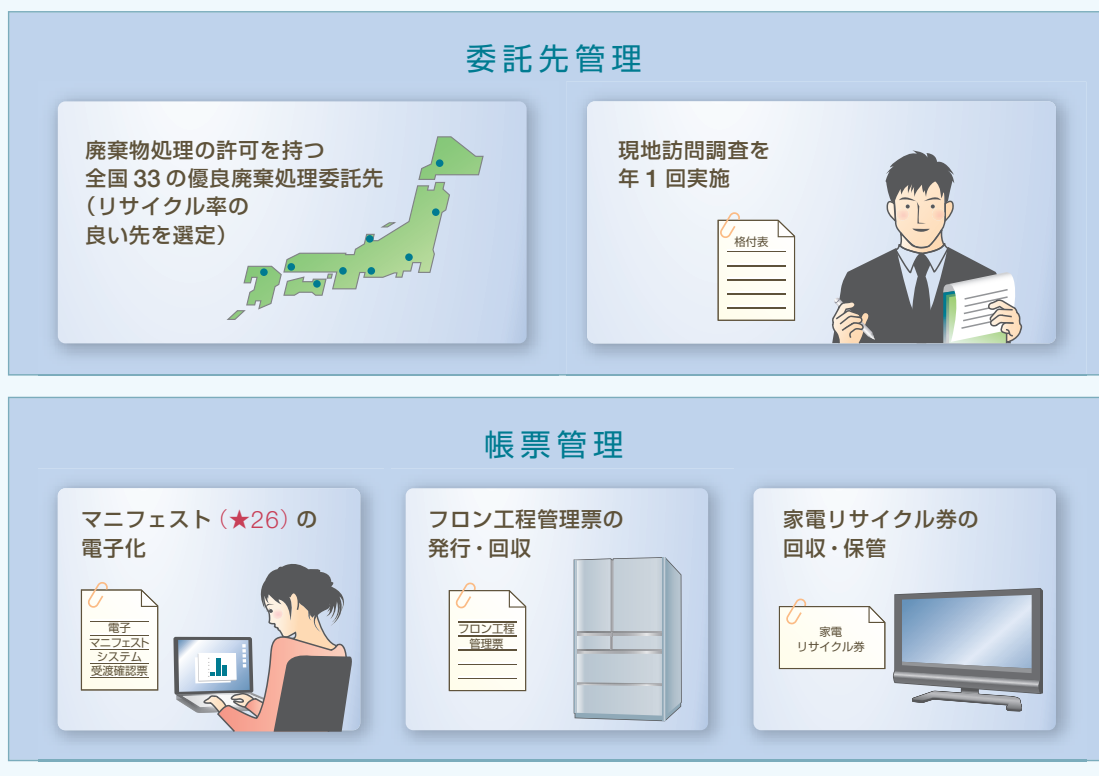 委託先管理
廃棄物処理の許可を持つ
全国33の優良廃棄処理委託先
（リサイクル率の
良い先を選定）
現地訪問調査を
年1回実施
格付表
帳票管理
マニフェスト（★26）の
電子化
電子
マニフェスト
システム
受渡確認票
フロン工程管理票の
発行・回収
フロン工程
管理票
家電リサイクル券の
回収・保管
家電
リサイクル券